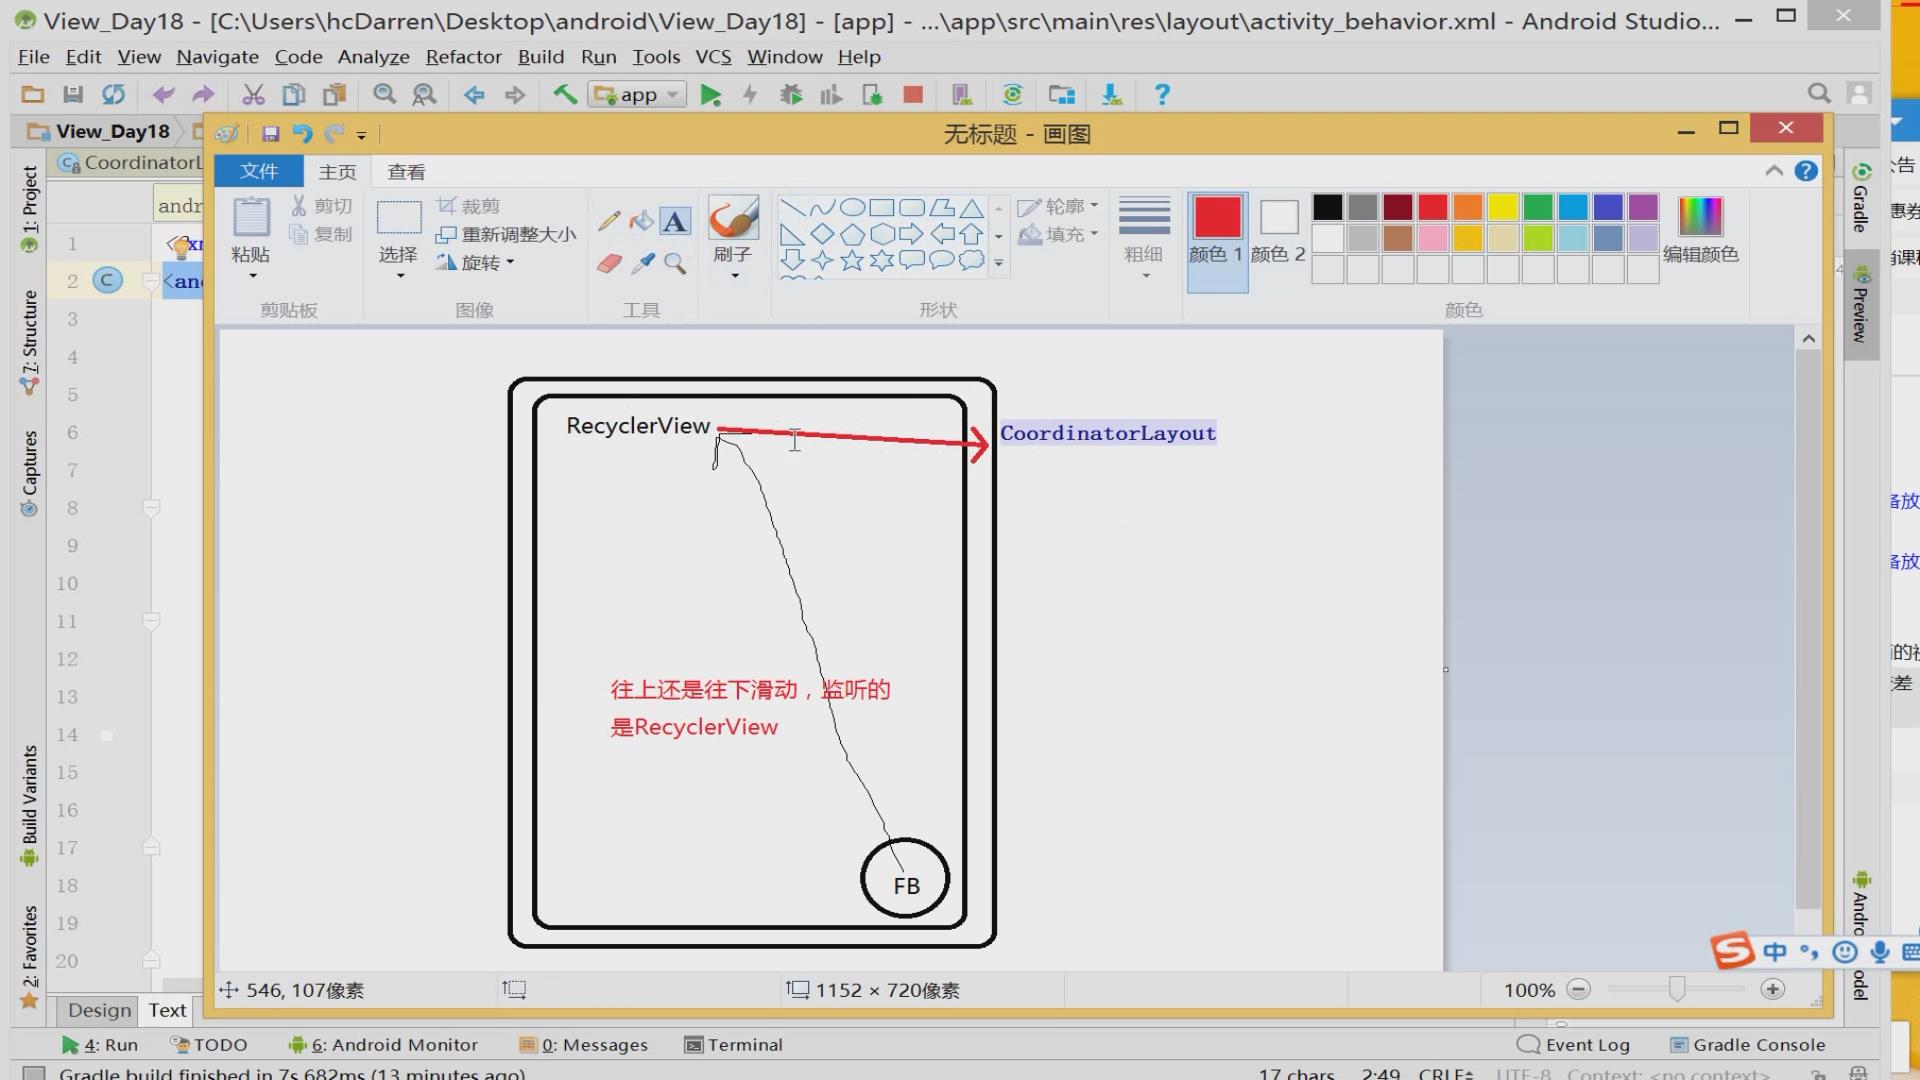 View_Day18 - [C:\Users\hcDarren\Desktop\android\View_Day18] - [app] - ...\app\src\main\res\layout\activity_behavior.xml - Android Studio...
File Edit View Navigate Code Analyze Refactor Build Run Tools VCS Window Help
app
View_Day18
无标题 - 画图
CoordinatorL
文件 主页 查看
andr
粘贴
剪切
复制
剪贴板
选择
裁剪
重新调整大小
旋转
图像
A
工具
刷子
形状
轮廓
填充
粗细
颜色 1
颜色 2
编辑颜色
颜色
1: Project
7: Structure
Captures
Build Variants
2: Favorites
1
2
3
4
5
6
7
8
9
10
11
12
13
14
15
16
17
18
19
20
RecyclerView
CoordinatorLayout
往上还是往下滑动，监听的
是RecyclerView
FB
Gradle
Preview
546, 107像素
1152 × 720像素
100%
中
Design Text
4: Run TODO 6: Android Monitor 0: Messages Terminal Event Log Gradle Console
Gradle build finished in 7s 682ms (13 minutes ago)
17 chars 2:49 CRLF UTF-8 Context: <no context>